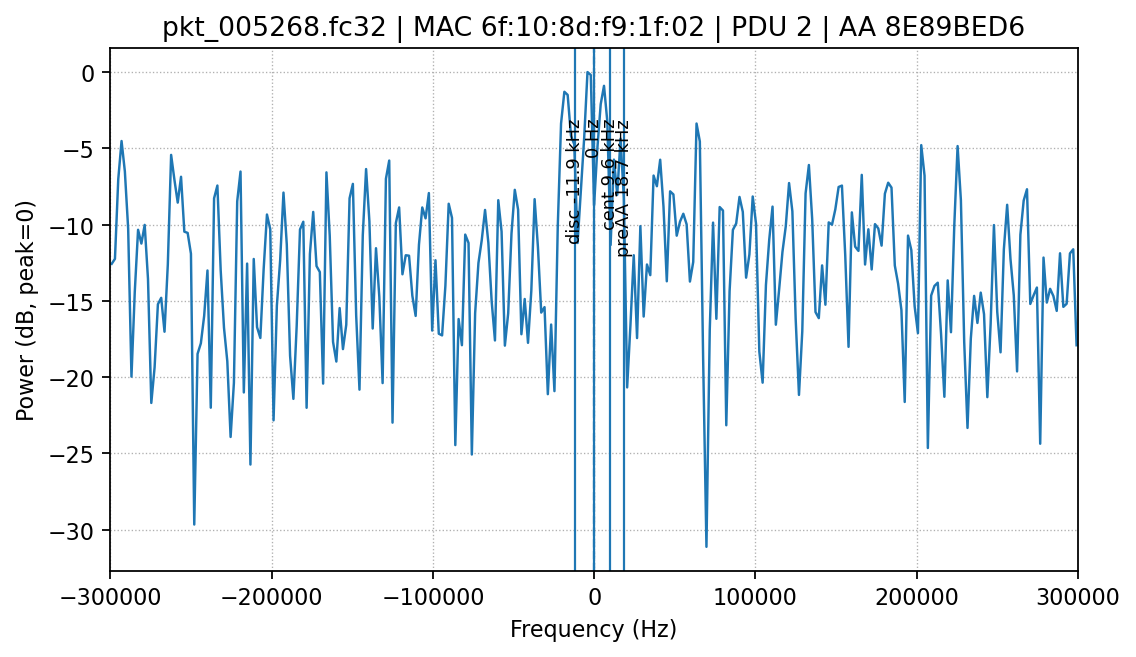 pkt_005268.fc32 | MAC 6f:10:8d:f9:1f:02 | PDU 2 | AA 8E89BED6
Power (dB, peak=0)
0
−5
−10
−15
−20
−25
−30
disc -11.9 kHz
0 Hz
cent 9.6 kHz
preAA 18.7 kHz
−300000
−200000
−100000
0
100000
200000
300000
Frequency (Hz)